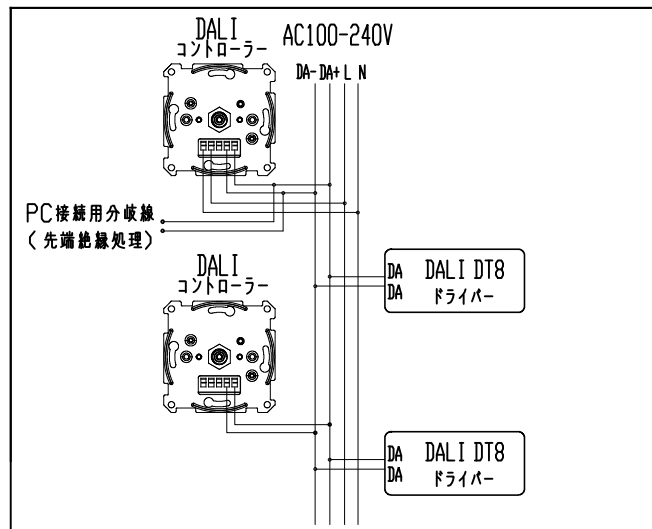 DALI
コントローラー
AC100-240V
DA- DA+ L N
PC接続用分岐線
(先端絶縁処理)
DALI
コントローラー
DA DALI DT8
DA ドライバー
DA DALI DT8
DA ドライバー